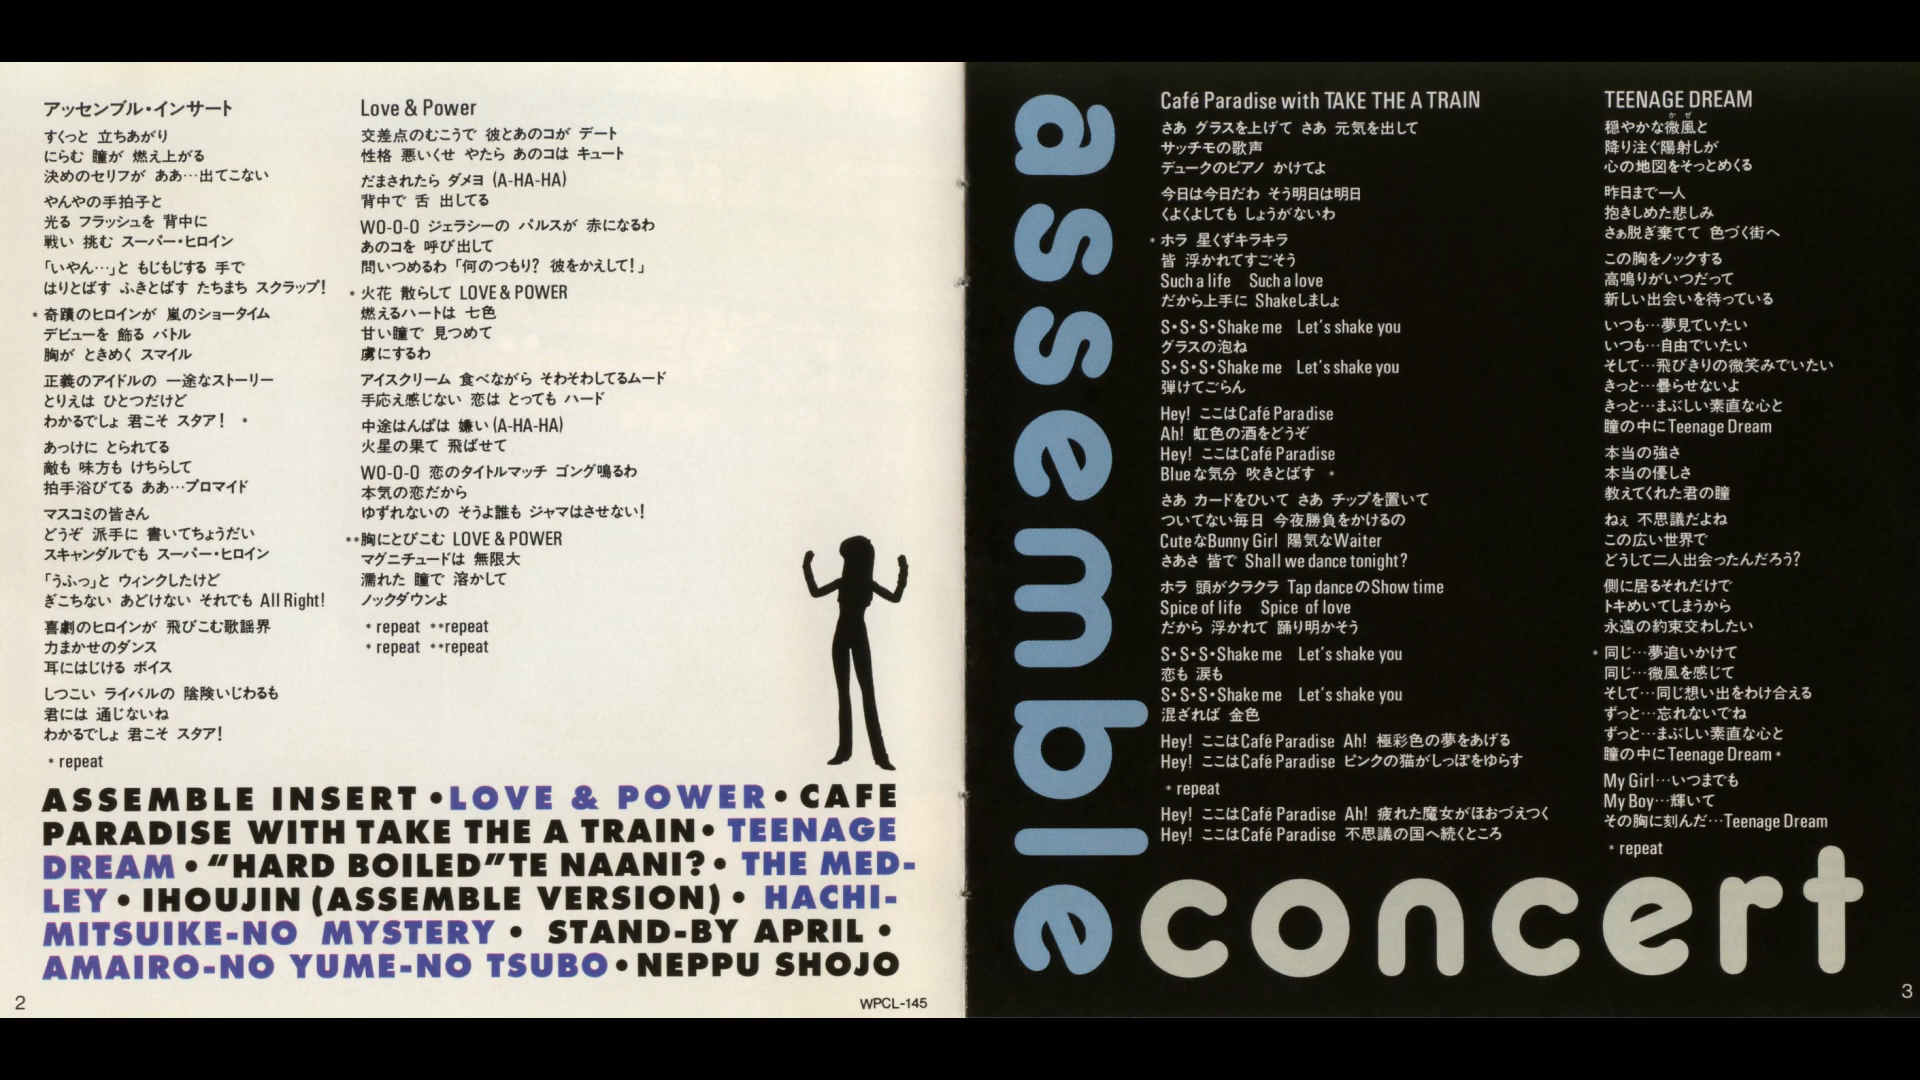 アッセンブル・インサート
すくっと 立ちあがり
にらむ 瞳が 燃え上がる
決めのセリフが ああ…出てこない
やんやの手拍子と
光る フラッシュを 背中に
戦い 挑む スーパー・ヒロイン
「いやん…」と もじもじする 手で
はりとばす ふきとばす たちまち スクラップ!
* 奇蹟のヒロインが 嵐のショータイム
デビューを 飾る バトル
胸が ときめく スマイル
正義のアイドルの 一途なストーリー
とりえは ひとつだけど
わかるでしょ 君こそ スタア! *
あっけに とられてる
敵も 味方も けちらして
拍手浴びてる ああ…ブロマイド
マスコミの皆さん
どうぞ 派手に 書いてちょうだい
スキャンダルでも スーパー・ヒロイン
「うふっ」と ウィンクしたけど
ぎこちない あどけない それでも All Right!
喜劇のヒロインが 飛びこむ歌謡界
力まかせのダンス
耳にはじける ボイス
しつこい ライバルの 陰険いじわるも
君には 通じないね
わかるでしょ 君こそ スタア!
* repeat
Love & Power
交差点のむこうで 彼とあのコが デート
性格 悪いくせ やたら あのコは キュート
だまされたら ダメヨ (A-HA-HA)
背中で 舌 出してる
WO-O-O ジェラシーの パルスが 赤になるわ
あのコを 呼び出して
問いつめるわ「何のつもり? 彼をかえして!」
* 火花 散らして LOVE & POWER
燃えるハートは 七色
甘い瞳で 見つめて
虜にするわ
アイスクリーム 食べながら そわそわしてるムード
手応え感じない 恋は とっても ハード
中途はんぱは 嫌い (A-HA-HA)
火星の果て 飛ばせて
WO-O-O 恋のタイトルマッチ ゴング鳴るわ
本気の恋だから
ゆずれないの そうよ誰も ジャマはさせない!
**胸にとびこむ LOVE & POWER
マグニチュードは 無限大
濡れた 瞳で 溶かして
ノックダウンよ
* repeat **repeat
* repeat **repeat
ASSEMBLE INSERT •LOVE & POWER• CAFE
PARADISE WITH TAKE THE A TRAIN• TEENAGE
DREAM • "HARD BOILED"TE NAANI?• THE MED-
LEY • IHOUJIN (ASSEMBLE VERSION) • HACHI-
MITSUIKE-NO MYSTERY • STAND-BY APRIL •
AMAIRO-NO YUME-NO TSUBO•NEPPU SHOJO
2
WPCL-145
assemble
concert
Café Paradise with TAKE THE A TRAIN
さあ グラスを上げて さあ 元気を出して
サッチモの歌声
デュークのピアノ かけてよ
今日は今日だわ そう明日は明日
くよくよしても しょうがないわ
* ホラ 星くずキラキラ
皆 浮かれてすごそう
Such a life Such a love
だから上手に Shakeしましょ
S・S・S・Shake me Let's shake you
グラスの泡ね
S・S・S・Shake me Let's shake you
弾けてごらん
Hey! ここはCafé Paradise
Ah! 虹色の酒をどうぞ
Hey! ここはCafé Paradise
Blueな気分 吹きとばす *
さあ カードをひいて さあ チップを置いて
ついてない毎日 今夜勝負をかけるの
CuteなBunny Girl 陽気なWaiter
さあさ 皆で Shall we dance tonight?
ホラ 頭がクラクラ Tap danceのShow time
Spice of life Spice of love
だから 浮かれて 踊り明かそう
S・S・S・Shake me Let's shake you
恋も 涙も
S・S・S・Shake me Let's shake you
混ざれば 金色
Hey! ここはCafé Paradise Ah! 極彩色の夢をあげる
Hey! ここはCafé Paradise ピンクの猫がしっぽをゆらす
* repeat
Hey! ここはCafé Paradise Ah! 疲れた魔女がほおづえつく
Hey! ここはCafé Paradise 不思議の国へ続くところ
TEENAGE DREAM
かぜ
穏やかな微風と
降り注ぐ陽射しが
心の地図をそっとめくる
昨日まで一人
抱きしめた悲しみ
さぁ脱ぎ棄てて 色づく街へ
この胸をノックする
高鳴りがいつだって
新しい出会いを待っている
いつも…夢見ていたい
いつも…自由でいたい
そして…飛びきりの微笑みでいたい
きっと…曇らせないよ
きっと…まぶしい素直な心と
瞳の中にTeenage Dream
本当の強さ
本当の優しさ
教えてくれた君の瞳
ねぇ 不思議だよね
この広い世界で
どうして二人出会ったんだろう?
側に居るそれだけで
トキめいてしまうから
永遠の約束交わしたい
* 同じ…夢追いかけて
同じ…微風を感じて
そして…同じ想い出をわけ合える
ずっと…忘れないでね
ずっと…まぶしい素直な心と
瞳の中にTeenage Dream *
My Girl…いつまでも
My Boy…輝いて
その胸に刻んだ…Teenage Dream
* repeat
3